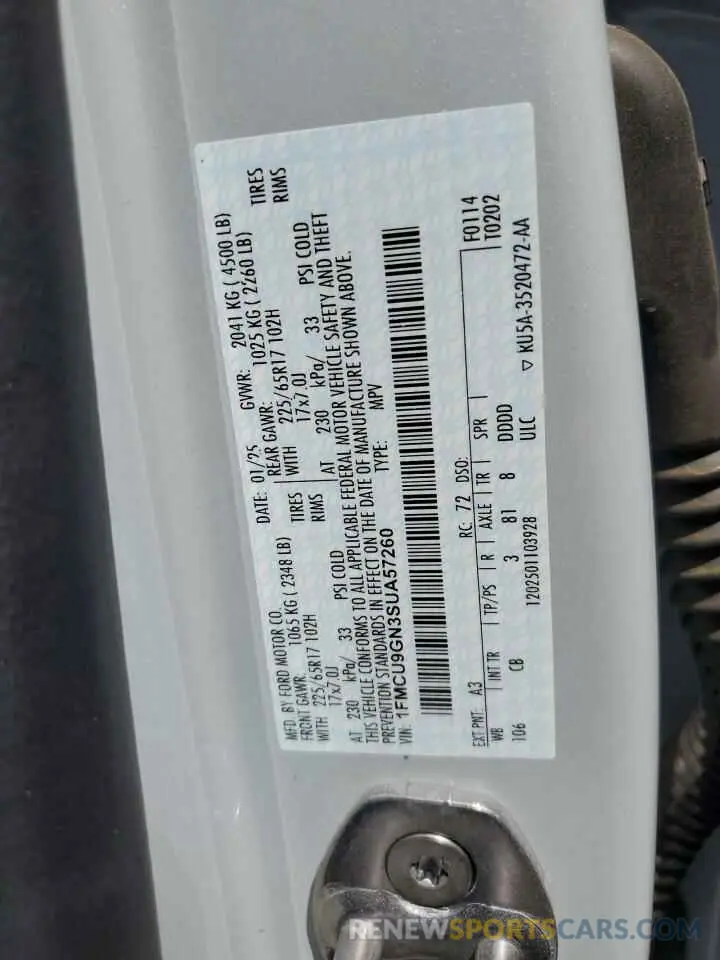 MFD. BY FORD MOTOR CO. DATE: 01/25 GVWR: 2041 KG ( 4500 LB)
FRONT GAWR: 1065 KG ( 2348 LB) REAR GAWR: 1025 KG ( 2260 LB)
WITH 225/65R17 102H TIRES WITH 225/65R17 102H TIRES
17x7.0J RIMS 17x7.0J RIMS
AT 230 kPa/ 33 PSI COLD AT 230 kPa/ 33 PSI COLD
THIS VEHICLE CONFORMS TO ALL APPLICABLE FEDERAL MOTOR VEHICLE SAFETY AND THEFT
PREVENTION STANDARDS IN EFFECT ON THE DATE OF MANUFACTURE SHOWN ABOVE.
VIN: 1FMCU9GN3SUA57260 TYPE: MPV
EXT PNT: A3 RC: 72 DSO: F0114
WB INT TR TP/PS R AXLE TR SPR T0202
106 CB 3 81 8 DDDD
1202501103928 ULC ▽ KU5A-3520472-AA
RENEWSPORTSCARS.COM